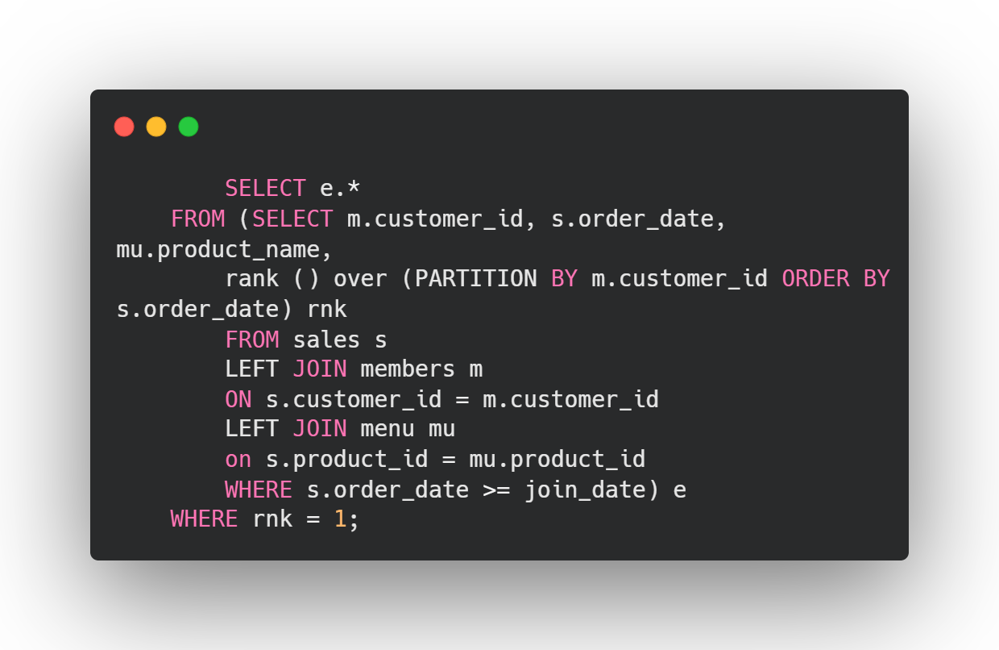 SELECT e.*
FROM (SELECT m.customer_id, s.order_date,
mu.product_name,
rank () over (PARTITION BY m.customer_id ORDER BY
s.order_date) rnk
FROM sales s
LEFT JOIN members m
ON s.customer_id = m.customer_id
LEFT JOIN menu mu
on s.product_id = mu.product_id
WHERE s.order_date >= join_date) e
WHERE rnk = 1;